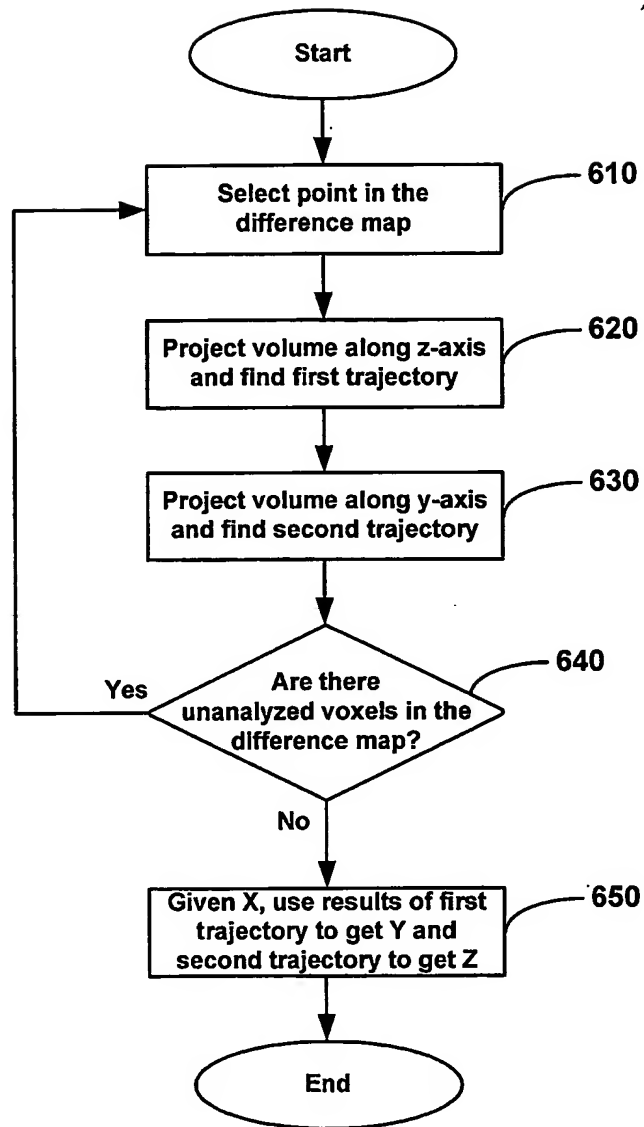 Start
610
Select point in the
difference map
620
Project volume along z-axis
and find first trajectory
630
Project volume along y-axis
and find second trajectory
640
Yes
Are there
unanalyzed voxels in the
difference map?
No
650
Given X, use results of first
trajectory to get Y and
second trajectory to get Z
End